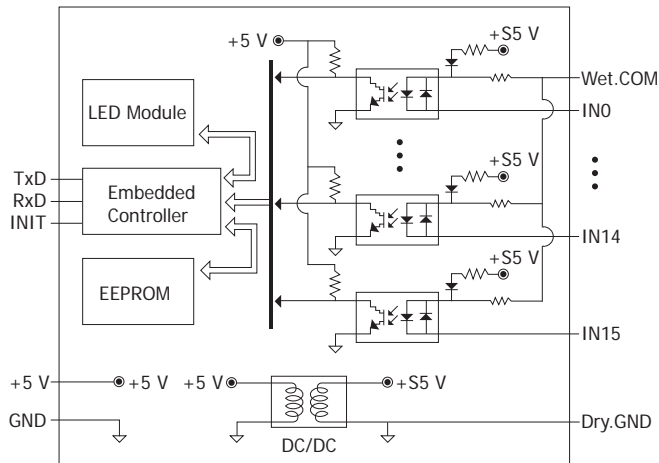 +5 V
+S5 V
Wet.COM
LED Module
IN0
TxD
RxD
INIT
Embedded
Controller
+S5 V
IN14
EEPROM
+S5 V
IN15
+5 V
+5 V
+5 V
+S5 V
GND
DC/DC
Dry.GND